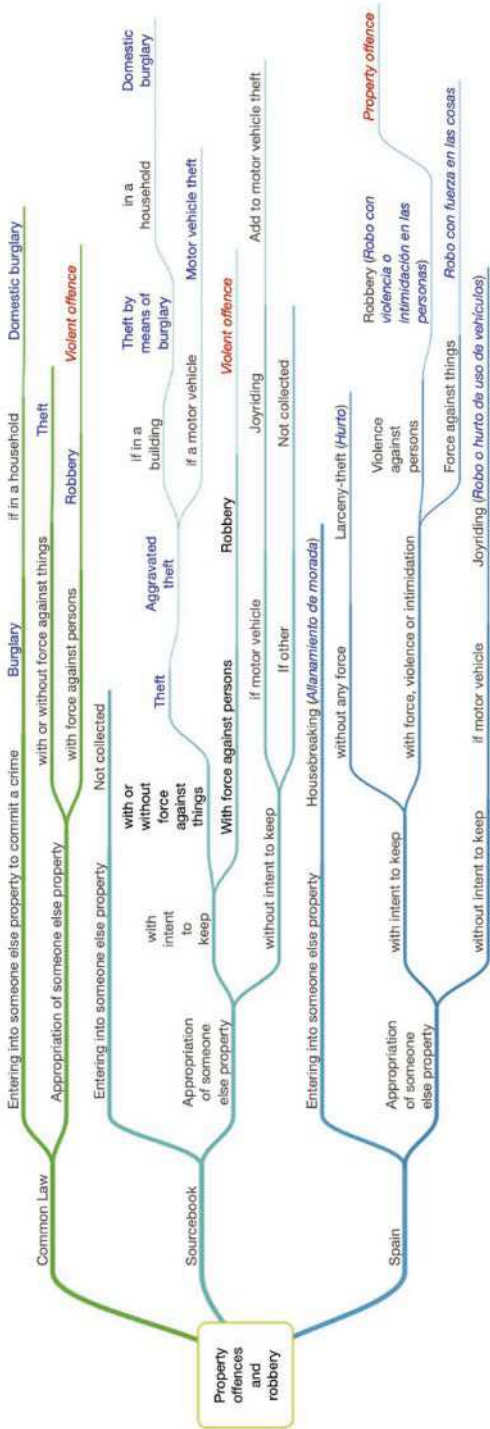 Property
offences
and
robbery
Common Law
Entering into someone else property to commit a crime
Burglary
if in a household
Domestic burglary
Appropriation of someone else property
with or without force against things
Theft
with force against persons
Robbery
Violent offence
Sourcebook
Entering into someone else property
Not collected
Appropriation
of someone
else property
with
intent
to
keep
with or
without
force
against
things
Theft
Aggravated
theft
if in a
building
Theft by
means of
burglary
in a
household
Domestic
burglary
if a motor vehicle
Motor vehicle theft
With force against persons
Robbery
Violent offence
without intent to keep
if motor vehicle
Joyriding
Add to motor vehicle theft
If other
Not collected
Spain
Entering into someone else property
Housebreaking (Allanamiento de morada)
Appropriation
of someone
else property
with intent to keep
without any force
Larceny-theft (Hurto)
with force, violence or intimidation
Violence
against
persons
Robbery (Robo con
violencia o
intimidación en las
personas)
Property offence
Force against things
Robo con fuerza en las cosas
without intent to keep
if motor vehicle
Joyriding (Robo o hurto de uso de vehículos)